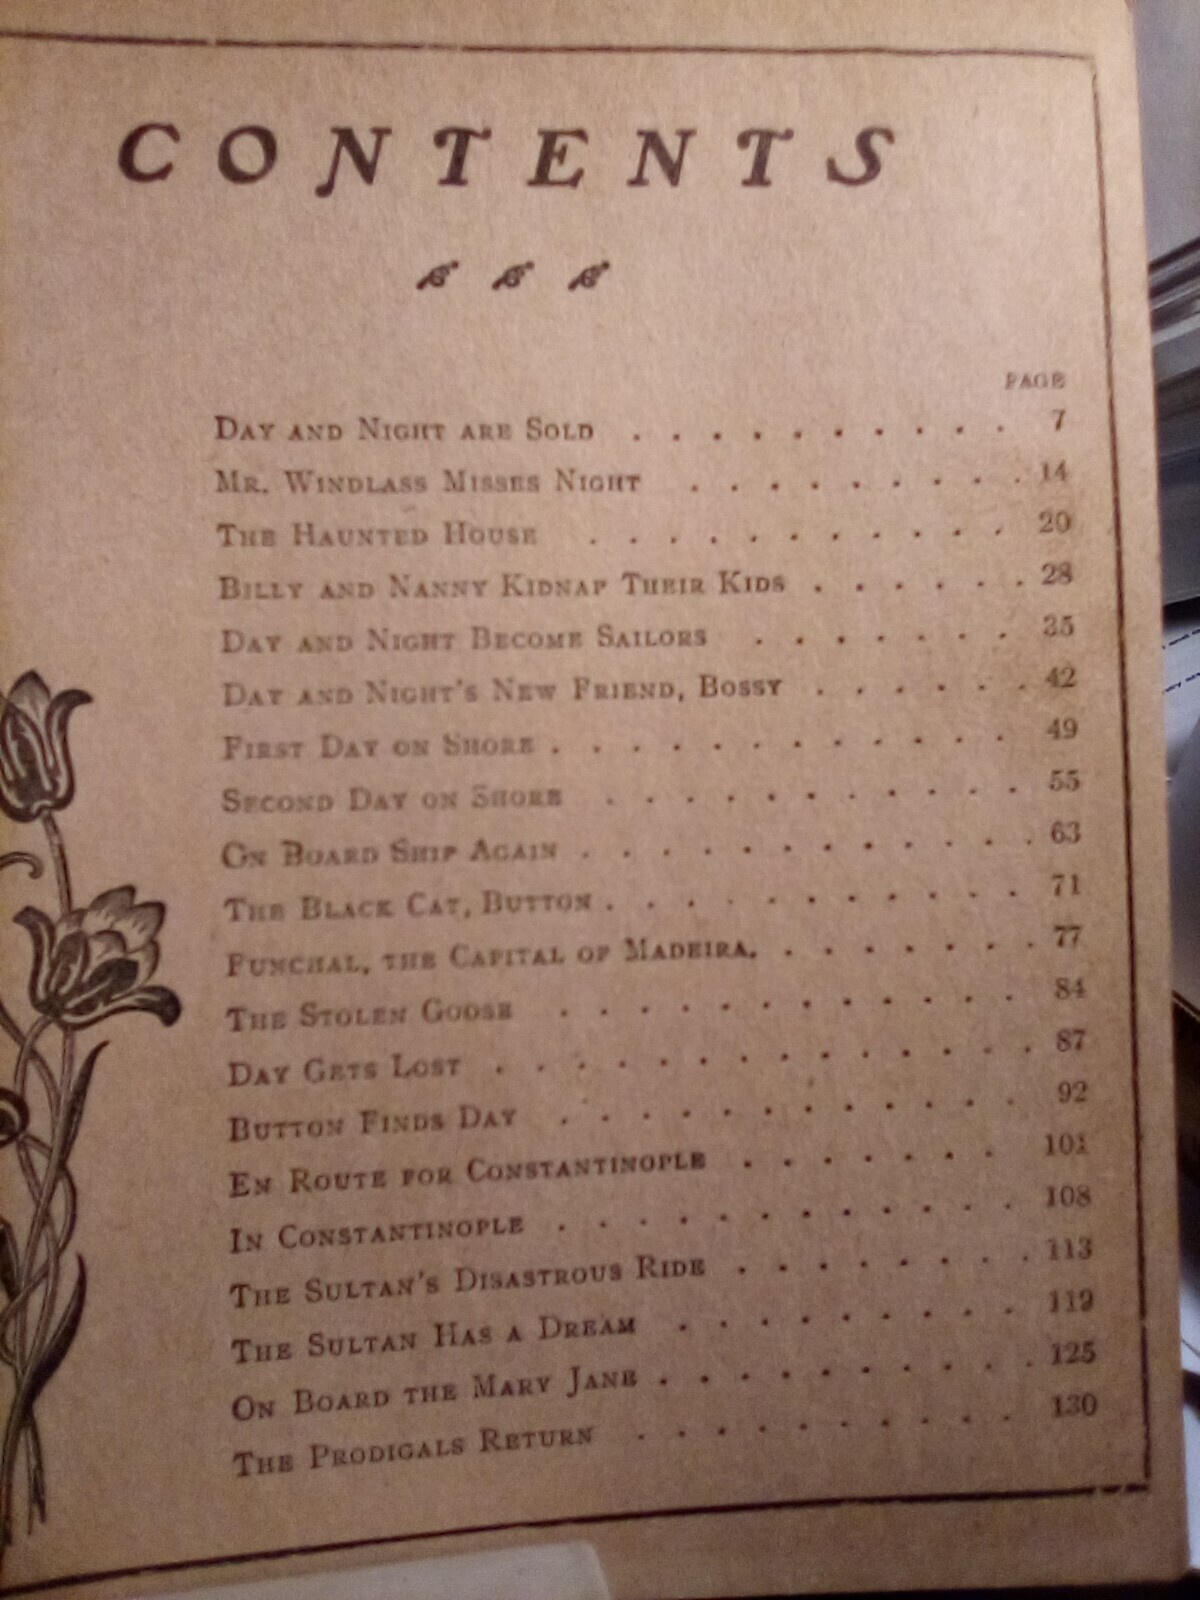 CONTENTS
PAGE
DAY AND NIGHT ARE SOLD . . . . . . . . . . 7
MR. WINDLASS MISSES NIGHT . . . . . . . . . 14
THE HAUNTED HOUSE . . . . . . . . . . . 20
BILLY AND NANNY KIDNAP THEIR KIDS . . . . . . 28
DAY AND NIGHT BECOME SAILORS . . . . . . . 35
DAY AND NIGHT'S NEW FRIEND, BOSSY . . . . . . 42
FIRST DAY ON SHORE . . . . . . . . . . . . 49
SECOND DAY ON SHORE . . . . . . . . . . . 55
ON BOARD SHIP AGAIN . . . . . . . . . . . . 63
THE BLACK CAT, BUTTON . . . . . . . . . . . 71
FUNCHAL, THE CAPITAL OF MADEIRA. . . . . . . . 77
THE STOLEN GOOSE . . . . . . . . . . . . 84
DAY GETS LOST . . . . . . . . . . . . . . 87
BUTTON FINDS DAY . . . . . . . . . . . . 92
EN ROUTE FOR CONSTANTINOPLE . . . . . . . 101
IN CONSTANTINOPLE . . . . . . . . . . . . 108
THE SULTAN'S DISASTROUS RIDE . . . . . . . . 113
THE SULTAN HAS A DREAM . . . . . . . . . 119
ON BOARD THE MARY JANE . . . . . . . . . . 125
THE PRODIGALS RETURN . . . . . . . . . . 130